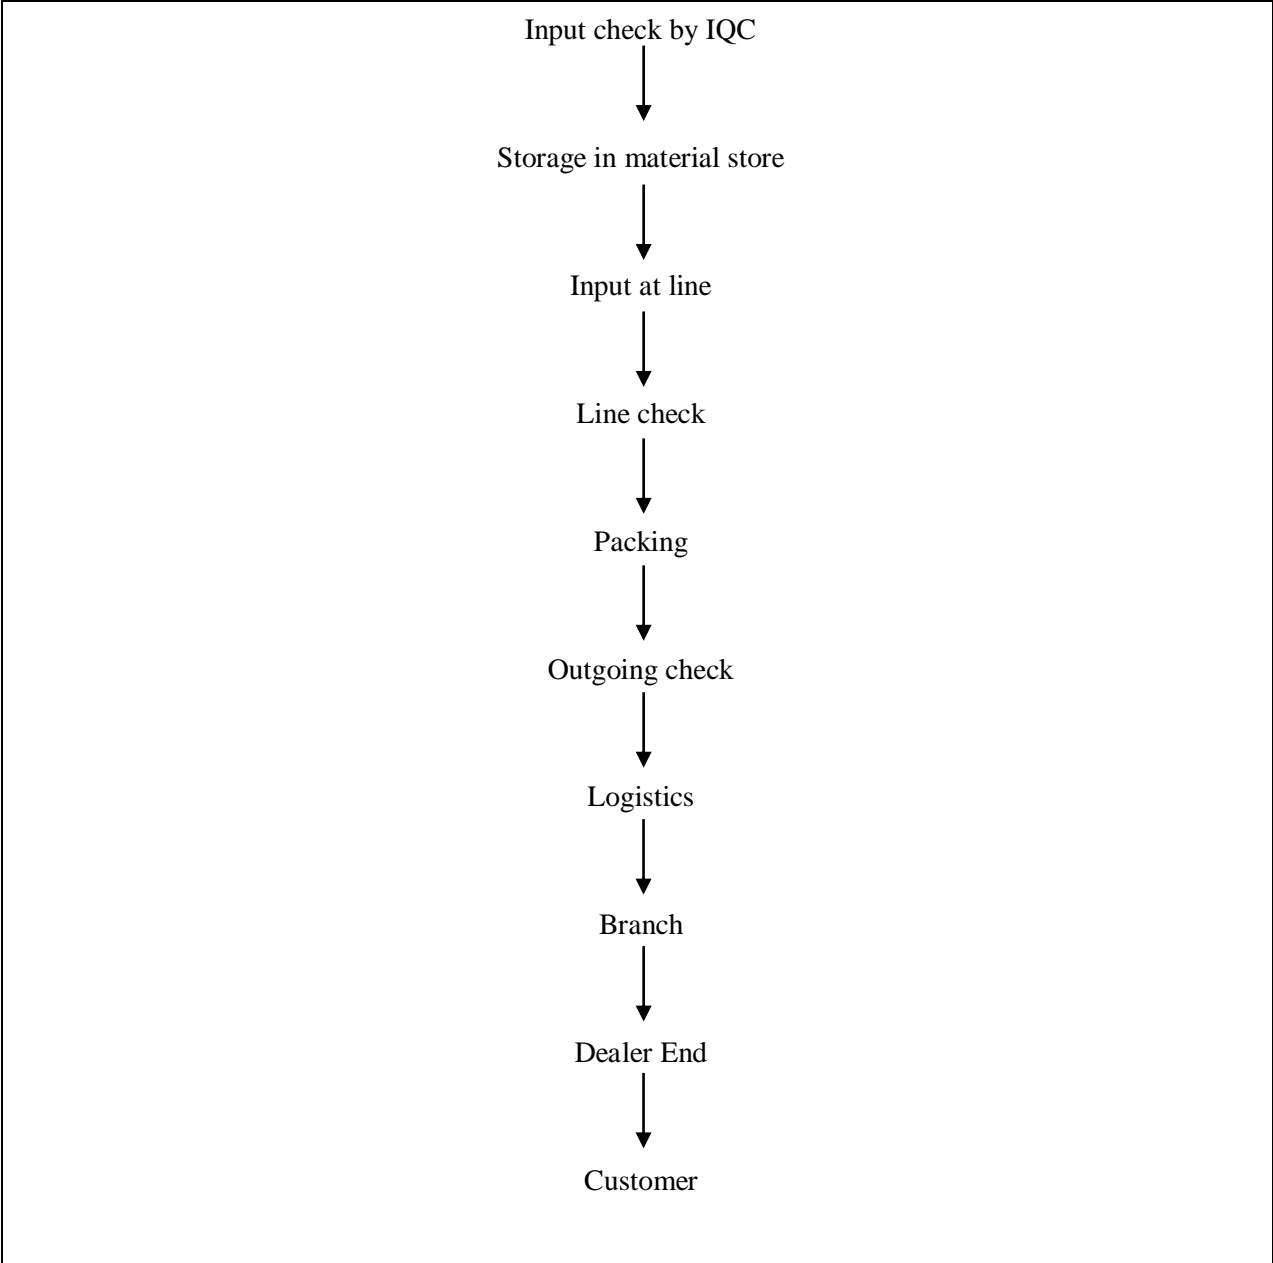 Input check by IQC
Storage in material store
Input at line
Line check
Packing
Outgoing check
Logistics
Branch
Dealer End
Customer